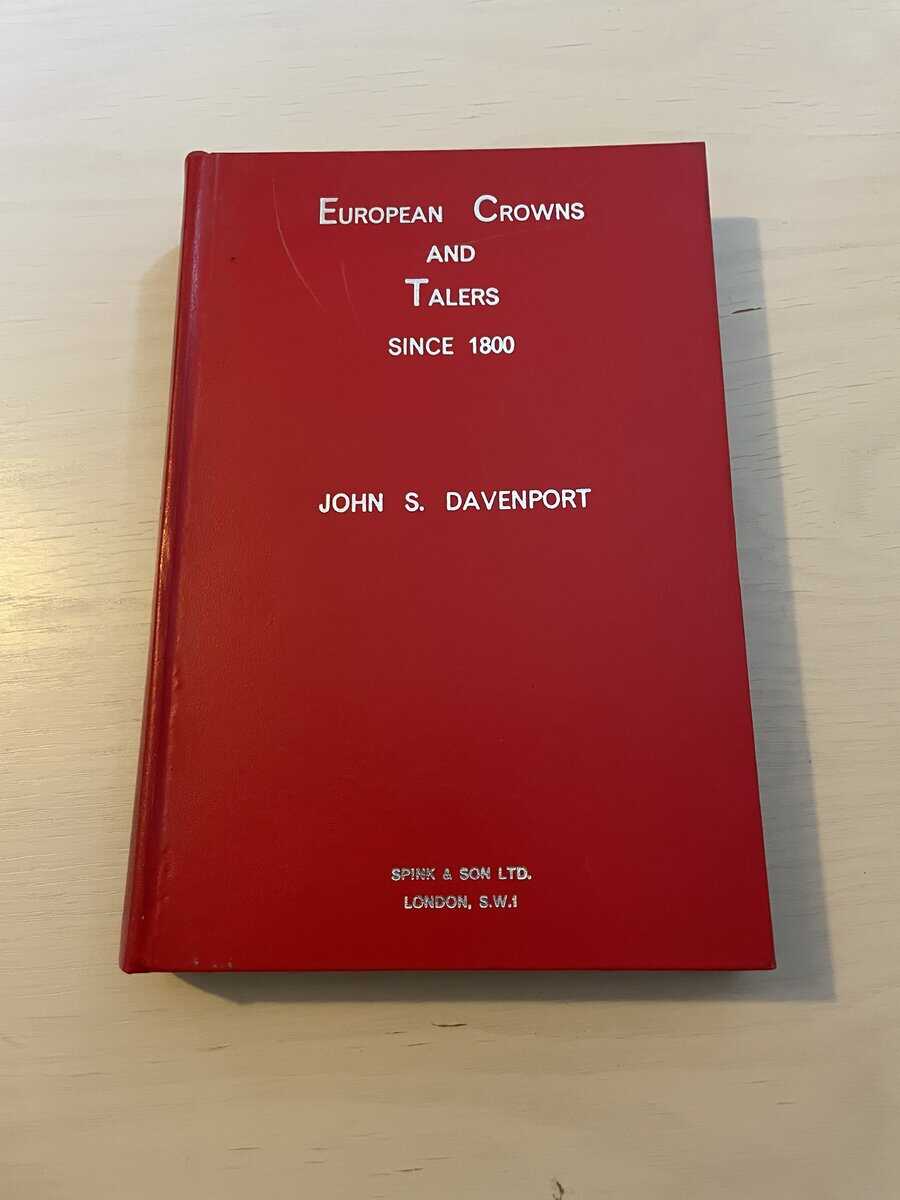 EUROPEAN CROWNS
AND
TALERS
SINCE 1800
JOHN S. DAVENPORT
SPINK & SON LTD.
LONDON, S.W.1